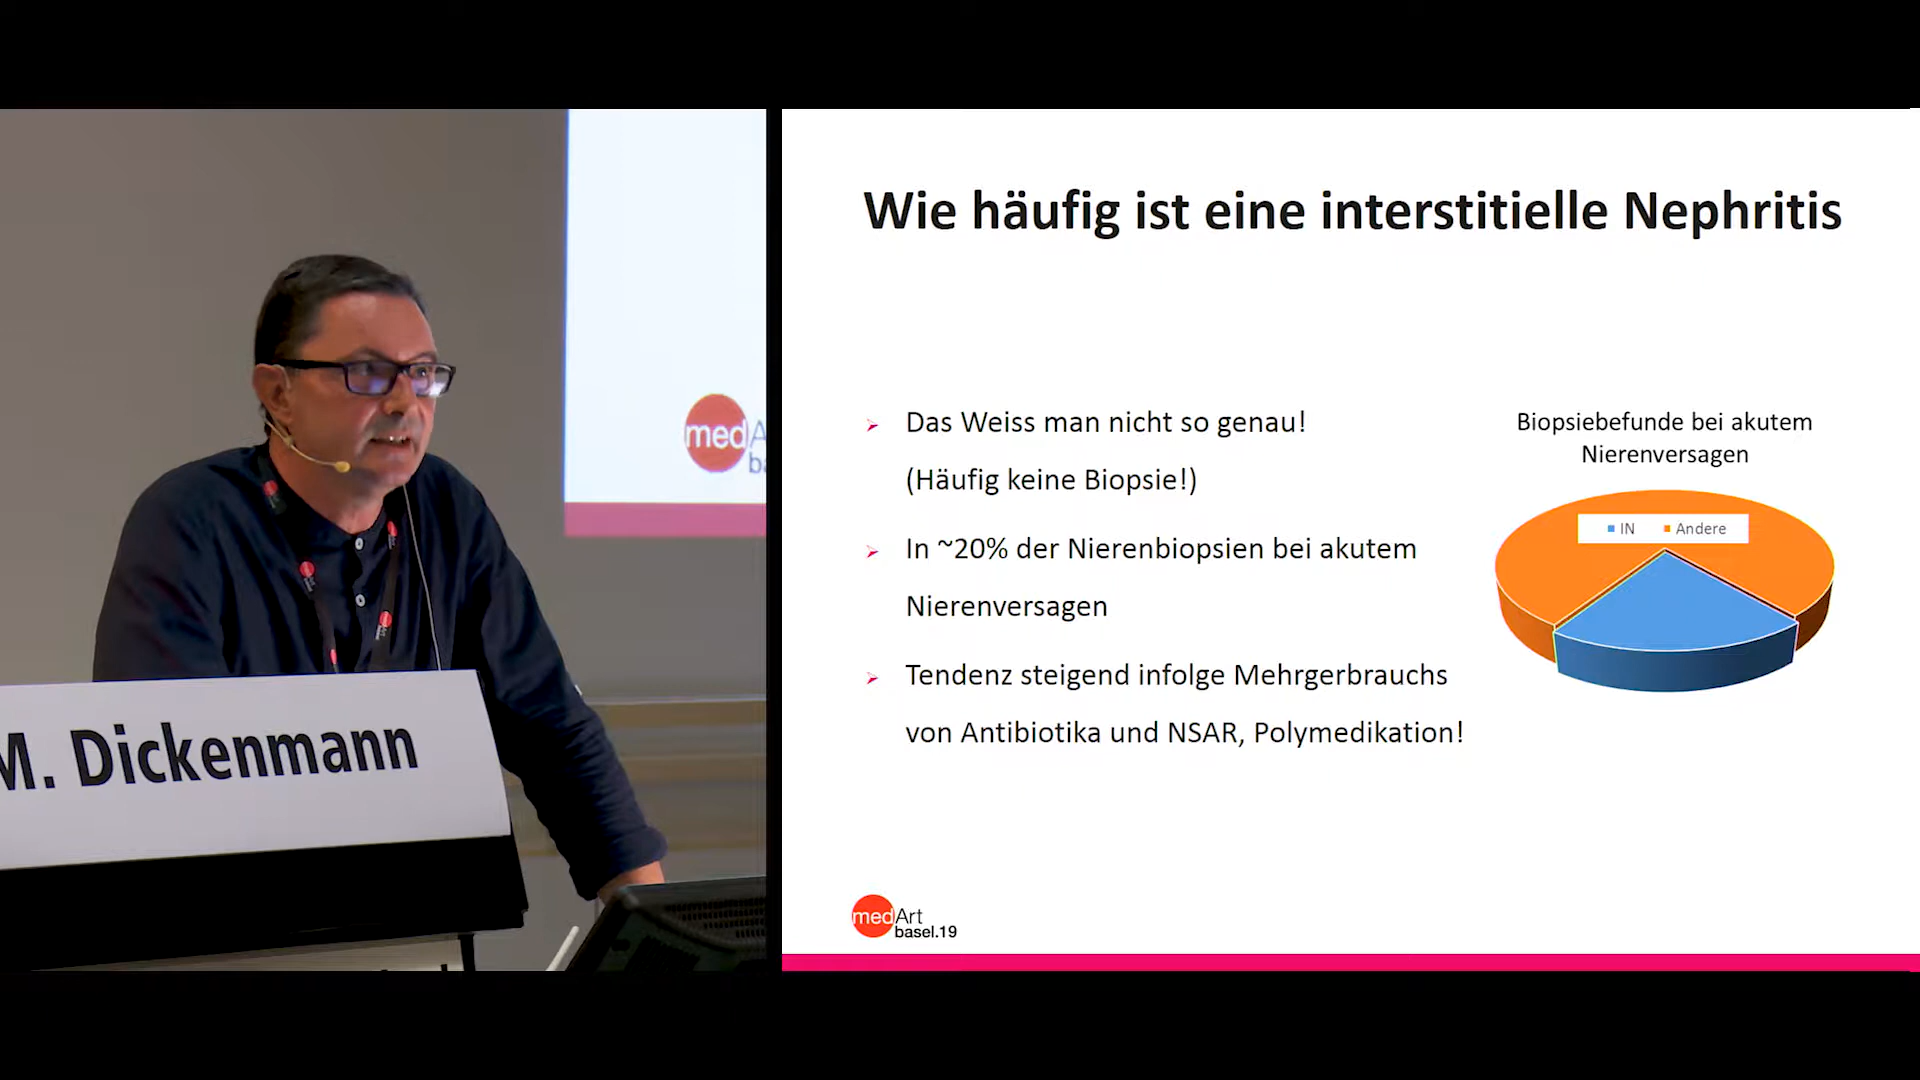 Wie häufig ist eine interstitielle Nephritis
Das Weiss man nicht so genau!
(Häufig keine Biopsie!)
In ~20% der Nierenbiopsien bei akutem
Nierenversagen
Tendenz steigend infolge Mehrgerbrauchs
von Antibiotika und NSAR, Polymedikation!
Biopsiebefunde bei akutem
Nierenversagen
IN Andere
medArt
basel.19
medA
ba
M. Dickenmann